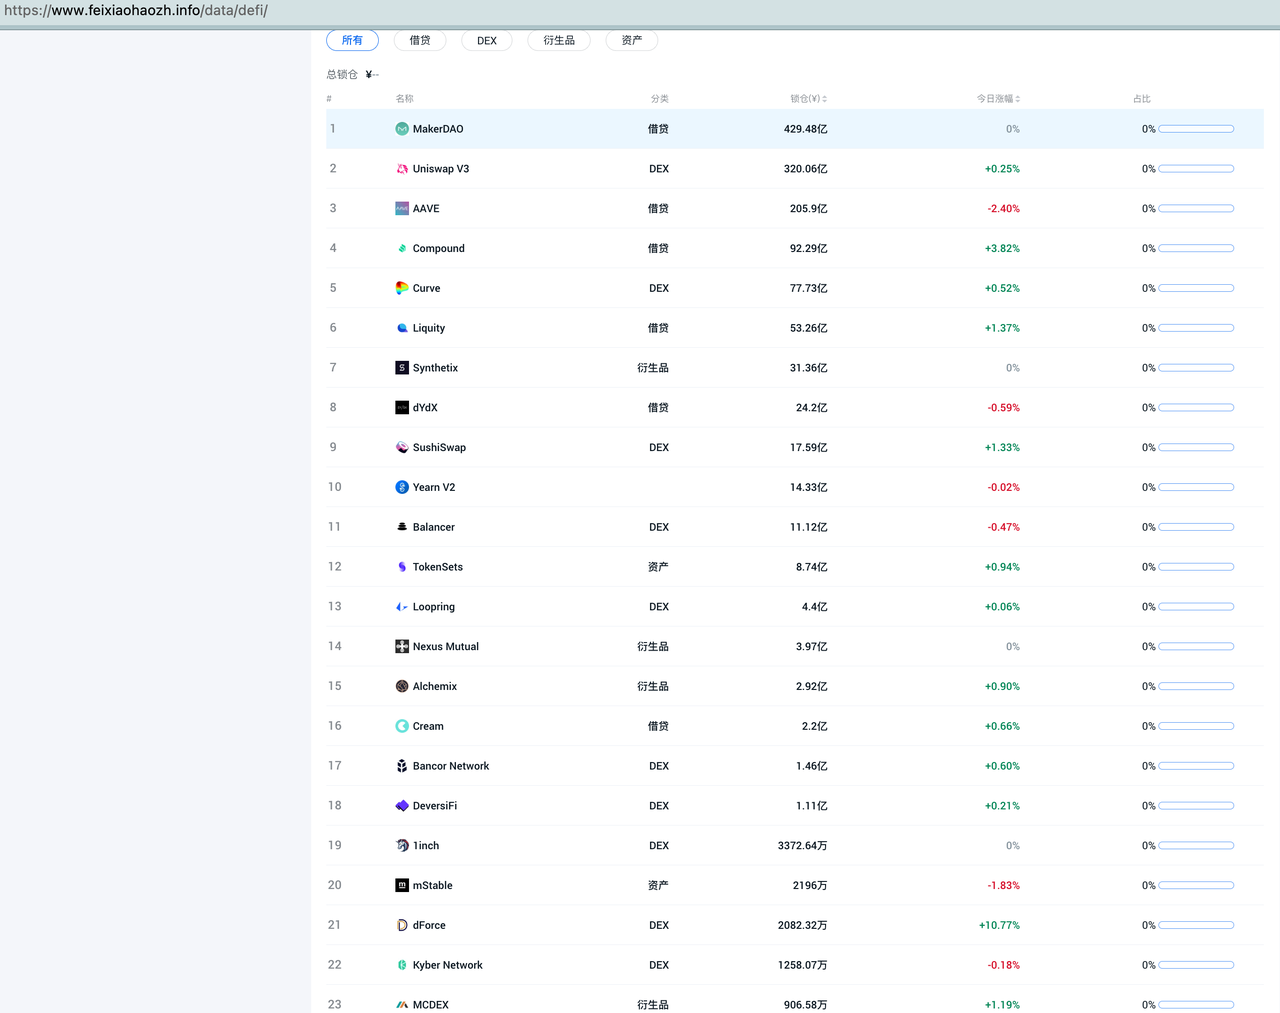 https://www.feixiaohaozh.info/data/defi/
所有 借贷 DEX 衍生品 资产
总锁仓 ¥--
# 名称 分类 锁仓(¥) 今日涨幅 占比
1 MakerDAO 借贷 429.48亿 0% 0%
2 Uniswap V3 DEX 320.06亿 +0.25% 0%
3 AAVE 借贷 205.9亿 -2.40% 0%
4 Compound 借贷 92.29亿 +3.82% 0%
5 Curve DEX 77.73亿 +0.52% 0%
6 Liquity 借贷 53.26亿 +1.37% 0%
7 Synthetix 衍生品 31.36亿 0% 0%
8 dYdX 借贷 24.2亿 -0.59% 0%
9 SushiSwap DEX 17.59亿 +1.33% 0%
10 Yearn V2 14.33亿 -0.02% 0%
11 Balancer DEX 11.12亿 -0.47% 0%
12 TokenSets 资产 8.74亿 +0.94% 0%
13 Loopring DEX 4.4亿 +0.06% 0%
14 Nexus Mutual 衍生品 3.97亿 0% 0%
15 Alchemix 衍生品 2.92亿 +0.90% 0%
16 Cream 借贷 2.2亿 +0.66% 0%
17 Bancor Network DEX 1.46亿 +0.60% 0%
18 DeversiFi DEX 1.11亿 +0.21% 0%
19 1inch DEX 3372.64万 0% 0%
20 mStable 资产 2196万 -1.83% 0%
21 dForce DEX 2082.32万 +10.77% 0%
22 Kyber Network DEX 1258.07万 -0.18% 0%
23 MCDEX 衍生品 906.58万 +1.19% 0%